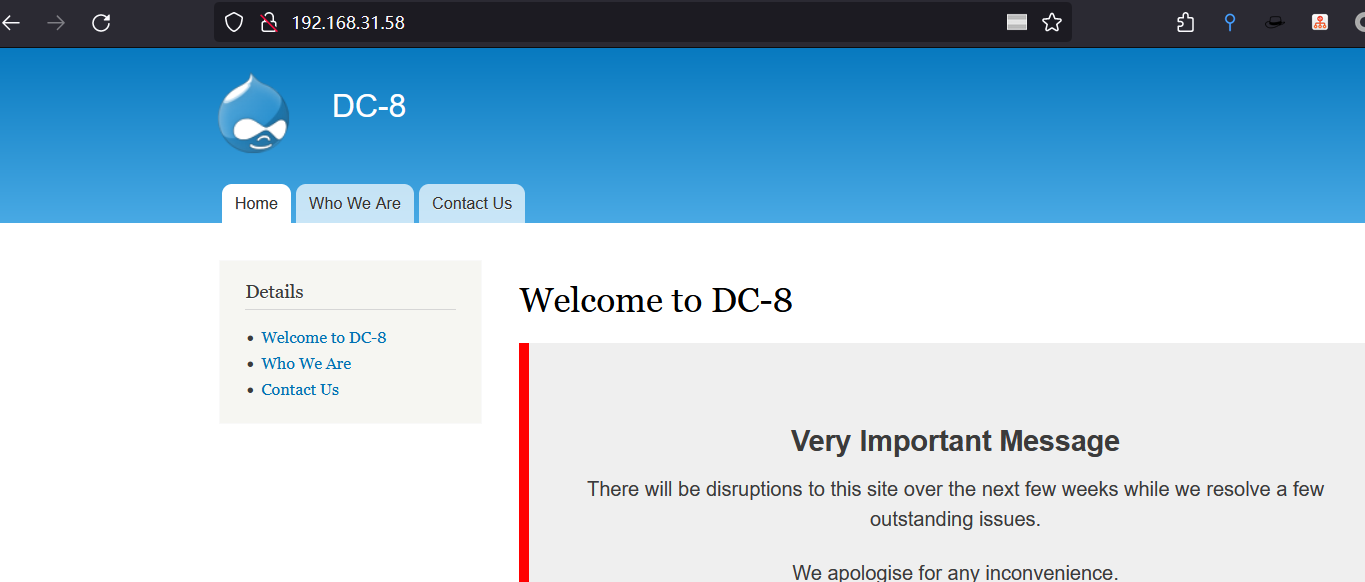 192.168.31.58
DC-8
Home
Who We Are
Contact Us
Details
Welcome to DC-8
Who We Are
Contact Us
Welcome to DC-8
Very Important Message
There will be disruptions to this site over the next few weeks while we resolve a few
outstanding issues.
We apologise for any inconvenience.